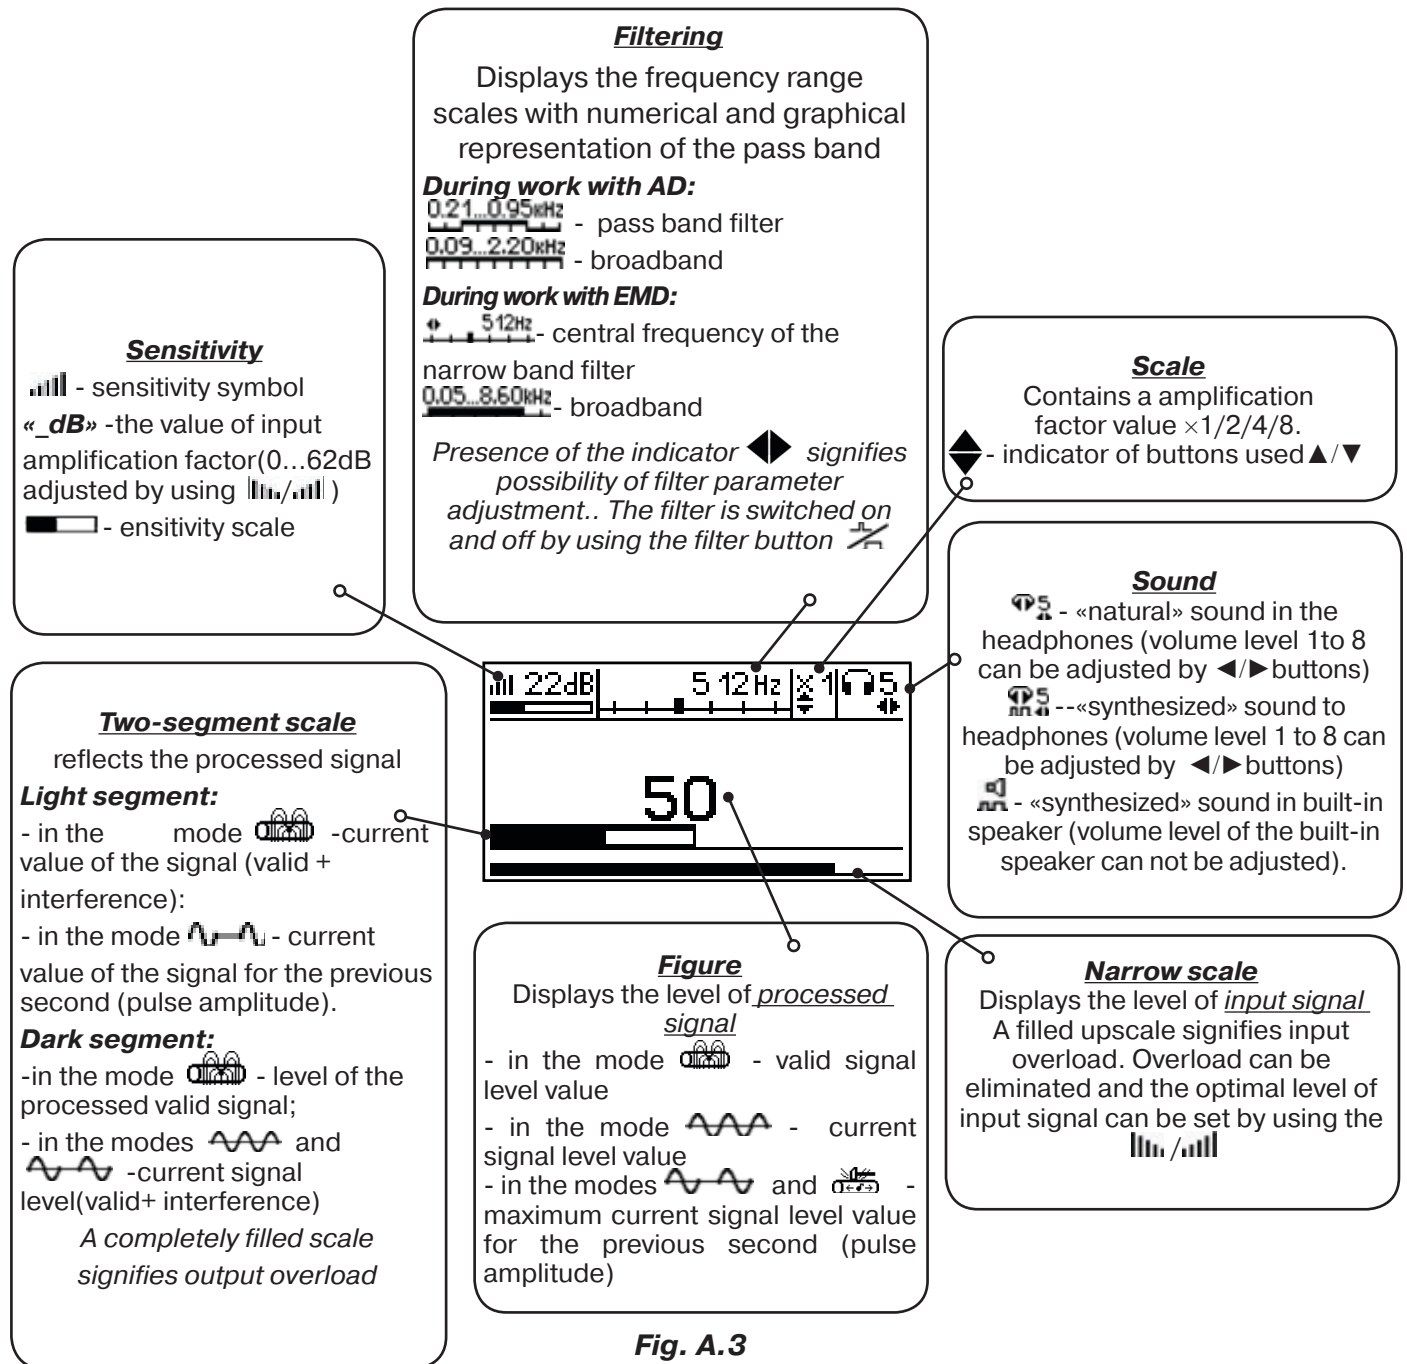 Filtering
Displays the frequency range
scales with numerical and graphical
representation of the pass band
During work with AD:
0.21...0.95кHz - pass band filter
0.09...2.20кHz - broadband
During work with EMD:
512Hz - central frequency of the
narrow band filter
0.05...8.60kHz - broadband
Presence of the indicator ◀▶ signifies
possibility of filter parameter
adjustment.. The filter is switched on
and off by using the filter button
Sensitivity
- sensitivity symbol
«_dB» -the value of input
amplification factor(0...62dB
adjusted by using / )
- ensitivity scale
Scale
Contains a amplification
factor value ×1/2/4/8.
- indicator of buttons used▲/▼
Sound
5 - «natural» sound in the
headphones (volume level 1to 8
can be adjusted by ◄/►buttons)
5 --«synthesized» sound to
headphones (volume level 1 to 8 can
be adjusted by ◄/►buttons)
- «synthesized» sound in built-in
speaker (volume level of the built-in
speaker can not be adjusted).
22dB 512Hz x1 5
50
Two-segment scale
reflects the processed signal
Light segment:
- in the mode -current
value of the signal (valid +
interference):
- in the mode - current
value of the signal for the previous
second (pulse amplitude).
Dark segment:
-in the mode - level of the
processed valid signal;
- in the modes and
-current signal
level(valid+ interference)
A completely filled scale
signifies output overload
Figure
Displays the level of processed
signal
- in the mode - valid signal
level value
- in the mode - current
signal level value
- in the modes and -
maximum current signal level value
for the previous second (pulse
amplitude)
Narrow scale
Displays the level of input signal
A filled upscale signifies input
overload. Overload can be
eliminated and the optimal level of
input signal can be set by using the
/
Fig. A.3